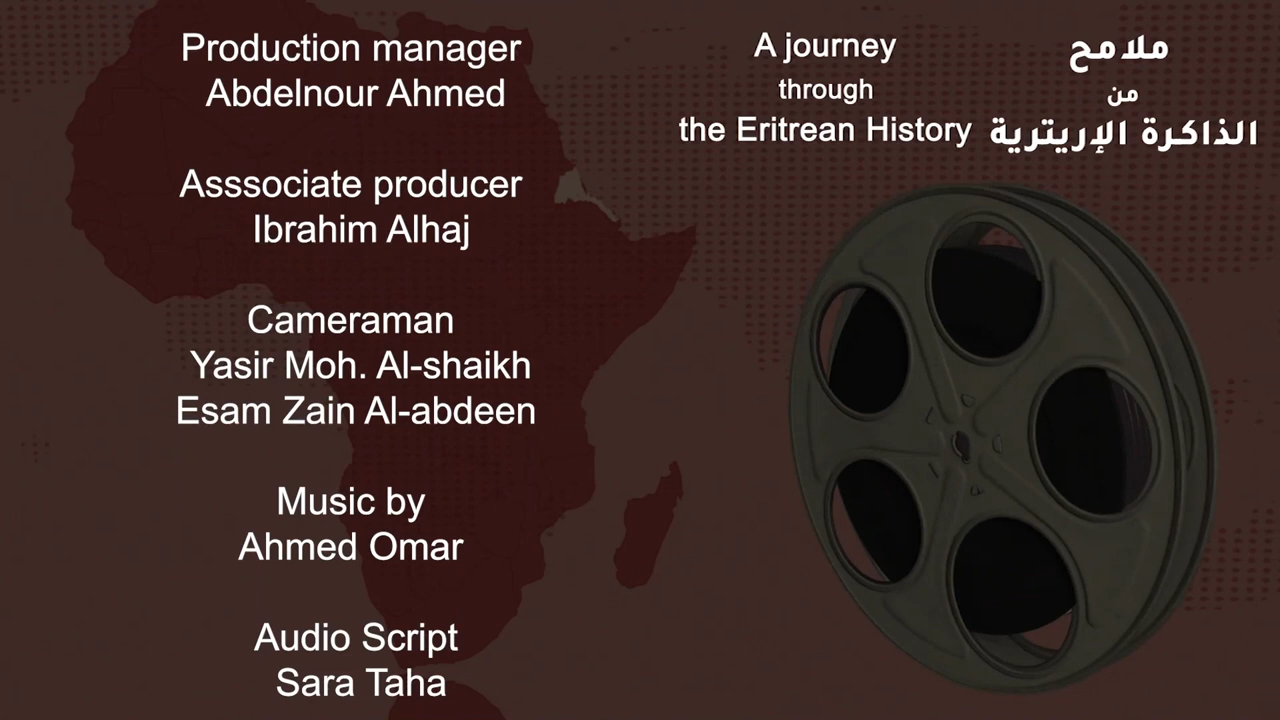 Production manager
Abdelnour Ahmed
Asssociate producer
Ibrahim Alhaj
Cameraman
Yasir Moh. Al-shaikh
Esam Zain Al-abdeen
Music by
Ahmed Omar
Audio Script
Sara Taha
A journey
through
the Eritrean History
ملامح
من
الذاكرة الإريترية